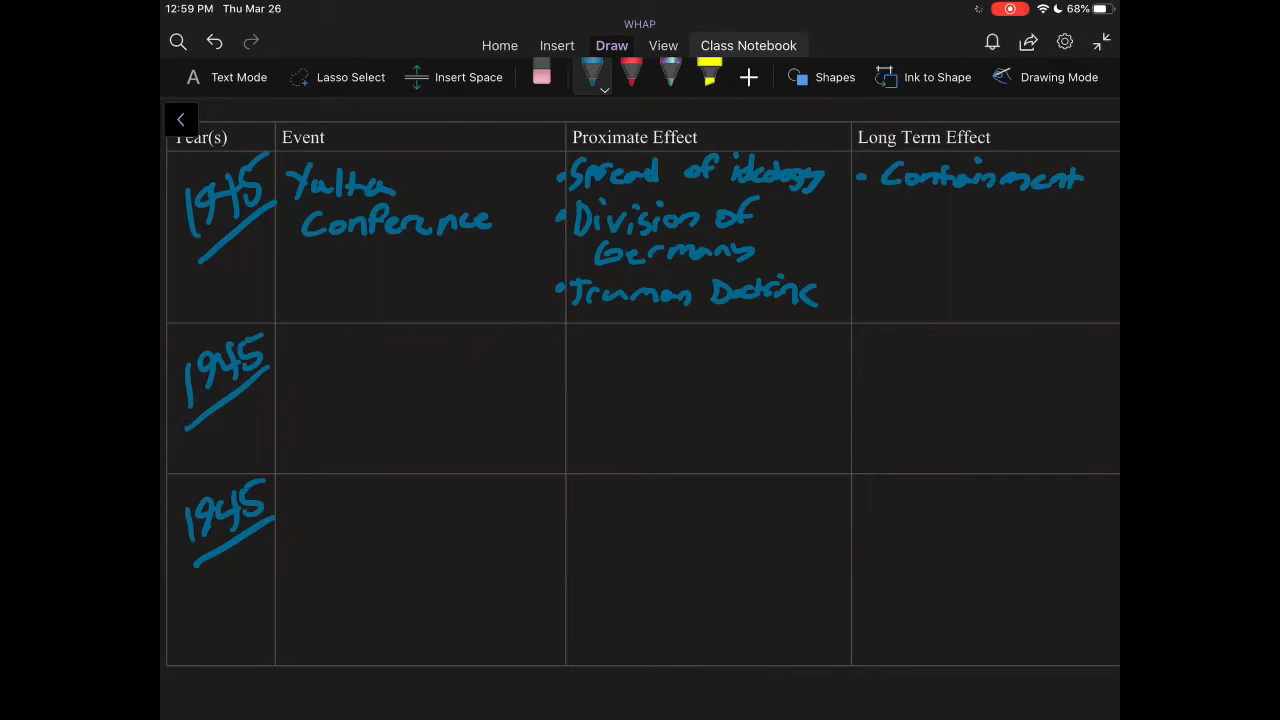 12:59 PM Thu Mar 26 68%
WHAP
Home Insert Draw View Class Notebook
Text Mode Lasso Select Insert Space Shapes Ink to Shape Drawing Mode
Year(s) Event Proximate Effect Long Term Effect
1945 Yalta Conference
• Spread of ideology
• Division of Germany
• Truman Doctrine
• Containment
1945
1945